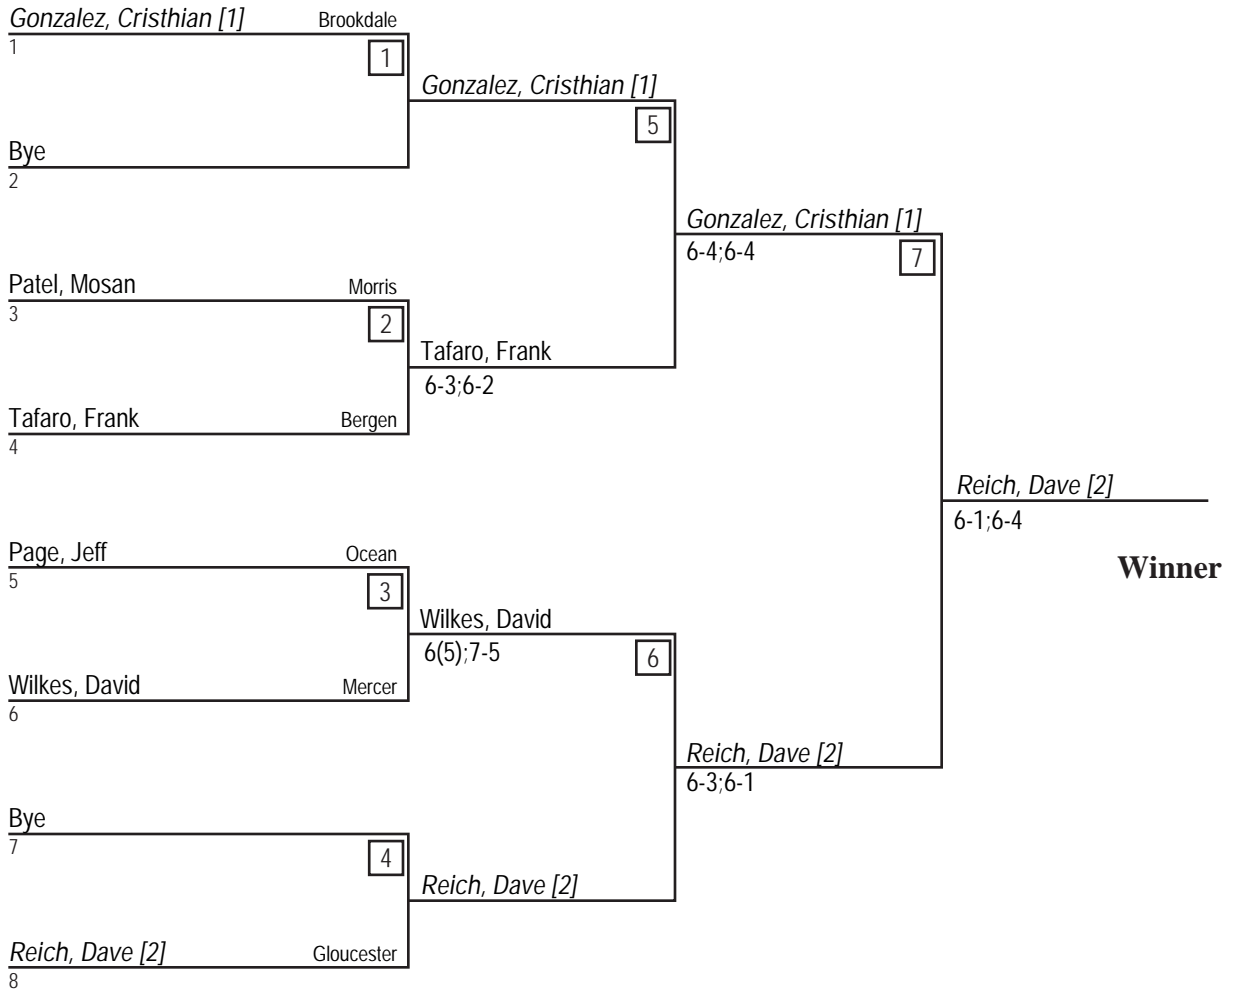 Gonzalez, Cristhian [1] Brookdale
1
1
Gonzalez, Cristhian [1]
5
Bye
2
Gonzalez, Cristhian [1]
6-4;6-4
7
Patel, Mosan Morris
3
2
Tafaro, Frank
6-3;6-2
Tafaro, Frank Bergen
4
Reich, Dave [2]
6-1;6-4
Winner
Page, Jeff Ocean
5
3
Wilkes, David
6(5);7-5
6
Wilkes, David Mercer
6
Reich, Dave [2]
6-3;6-1
Bye
7
4
Reich, Dave [2]
Reich, Dave [2] Gloucester
8